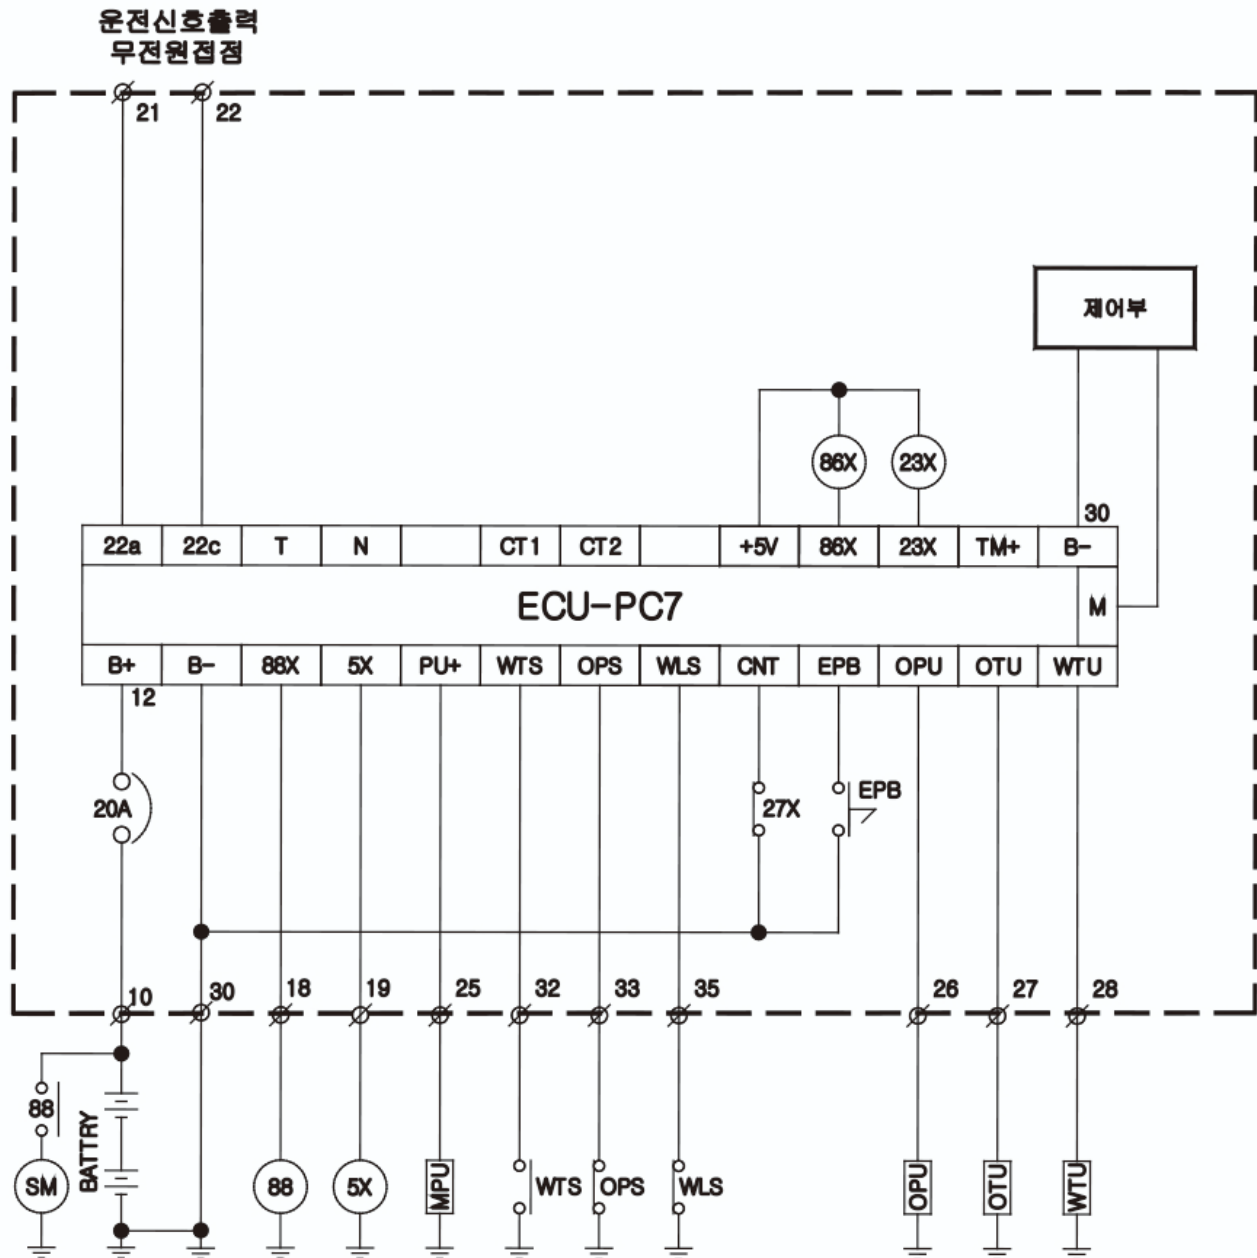 운전신호출력
무전원접점
21
22
제어부
86X
23X
30
22a
22c
T
N
CT1
CT2
+5V
86X
23X
TM+
B-
ECU-PC7
M
B+
B-
88X
5X
PU+
WTS
OPS
WLS
CNT
EPB
OPU
OTU
WTU
12
20A
27X
EPB
10
30
18
19
25
32
33
35
26
27
28
88
BATTRY
SM
88
5X
MPU
WTS
OPS
WLS
OPU
OTU
WTU